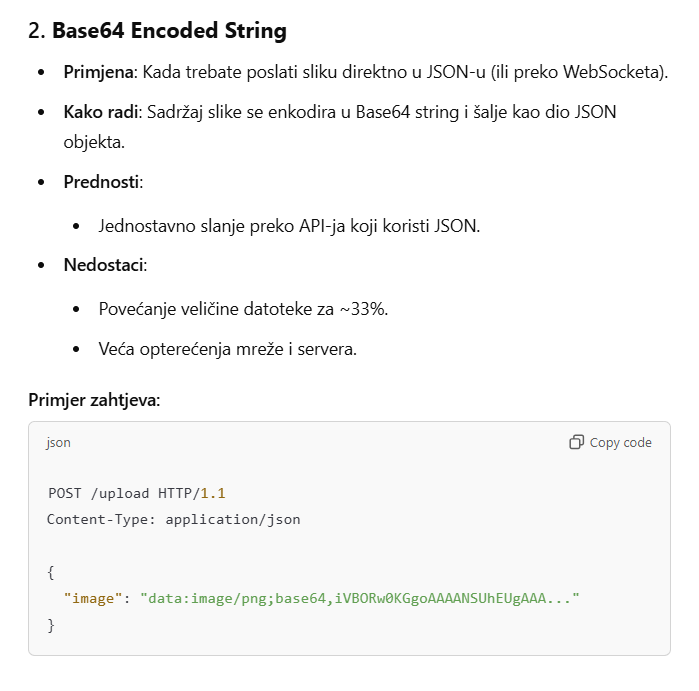 2. Base64 Encoded String
• Primjena: Kada trebate poslati sliku direktno u JSON-u (ili preko WebSocketa).
• Kako radi: Sadržaj slike se enkodira u Base64 string i šalje kao dio JSON
objekta.
• Prednosti:
• Jednostavno slanje preko API-ja koji koristi JSON.
• Nedostaci:
• Povećanje veličine datoteke za ~33%.
• Veća opterećenja mreže i servera.
Primjer zahtjeva:
json Copy code
POST /upload HTTP/1.1
Content-Type: application/json
{
"image": "data:image/png;base64,iVBORw0KGgoAAAANSUhEUgAAA..."
}